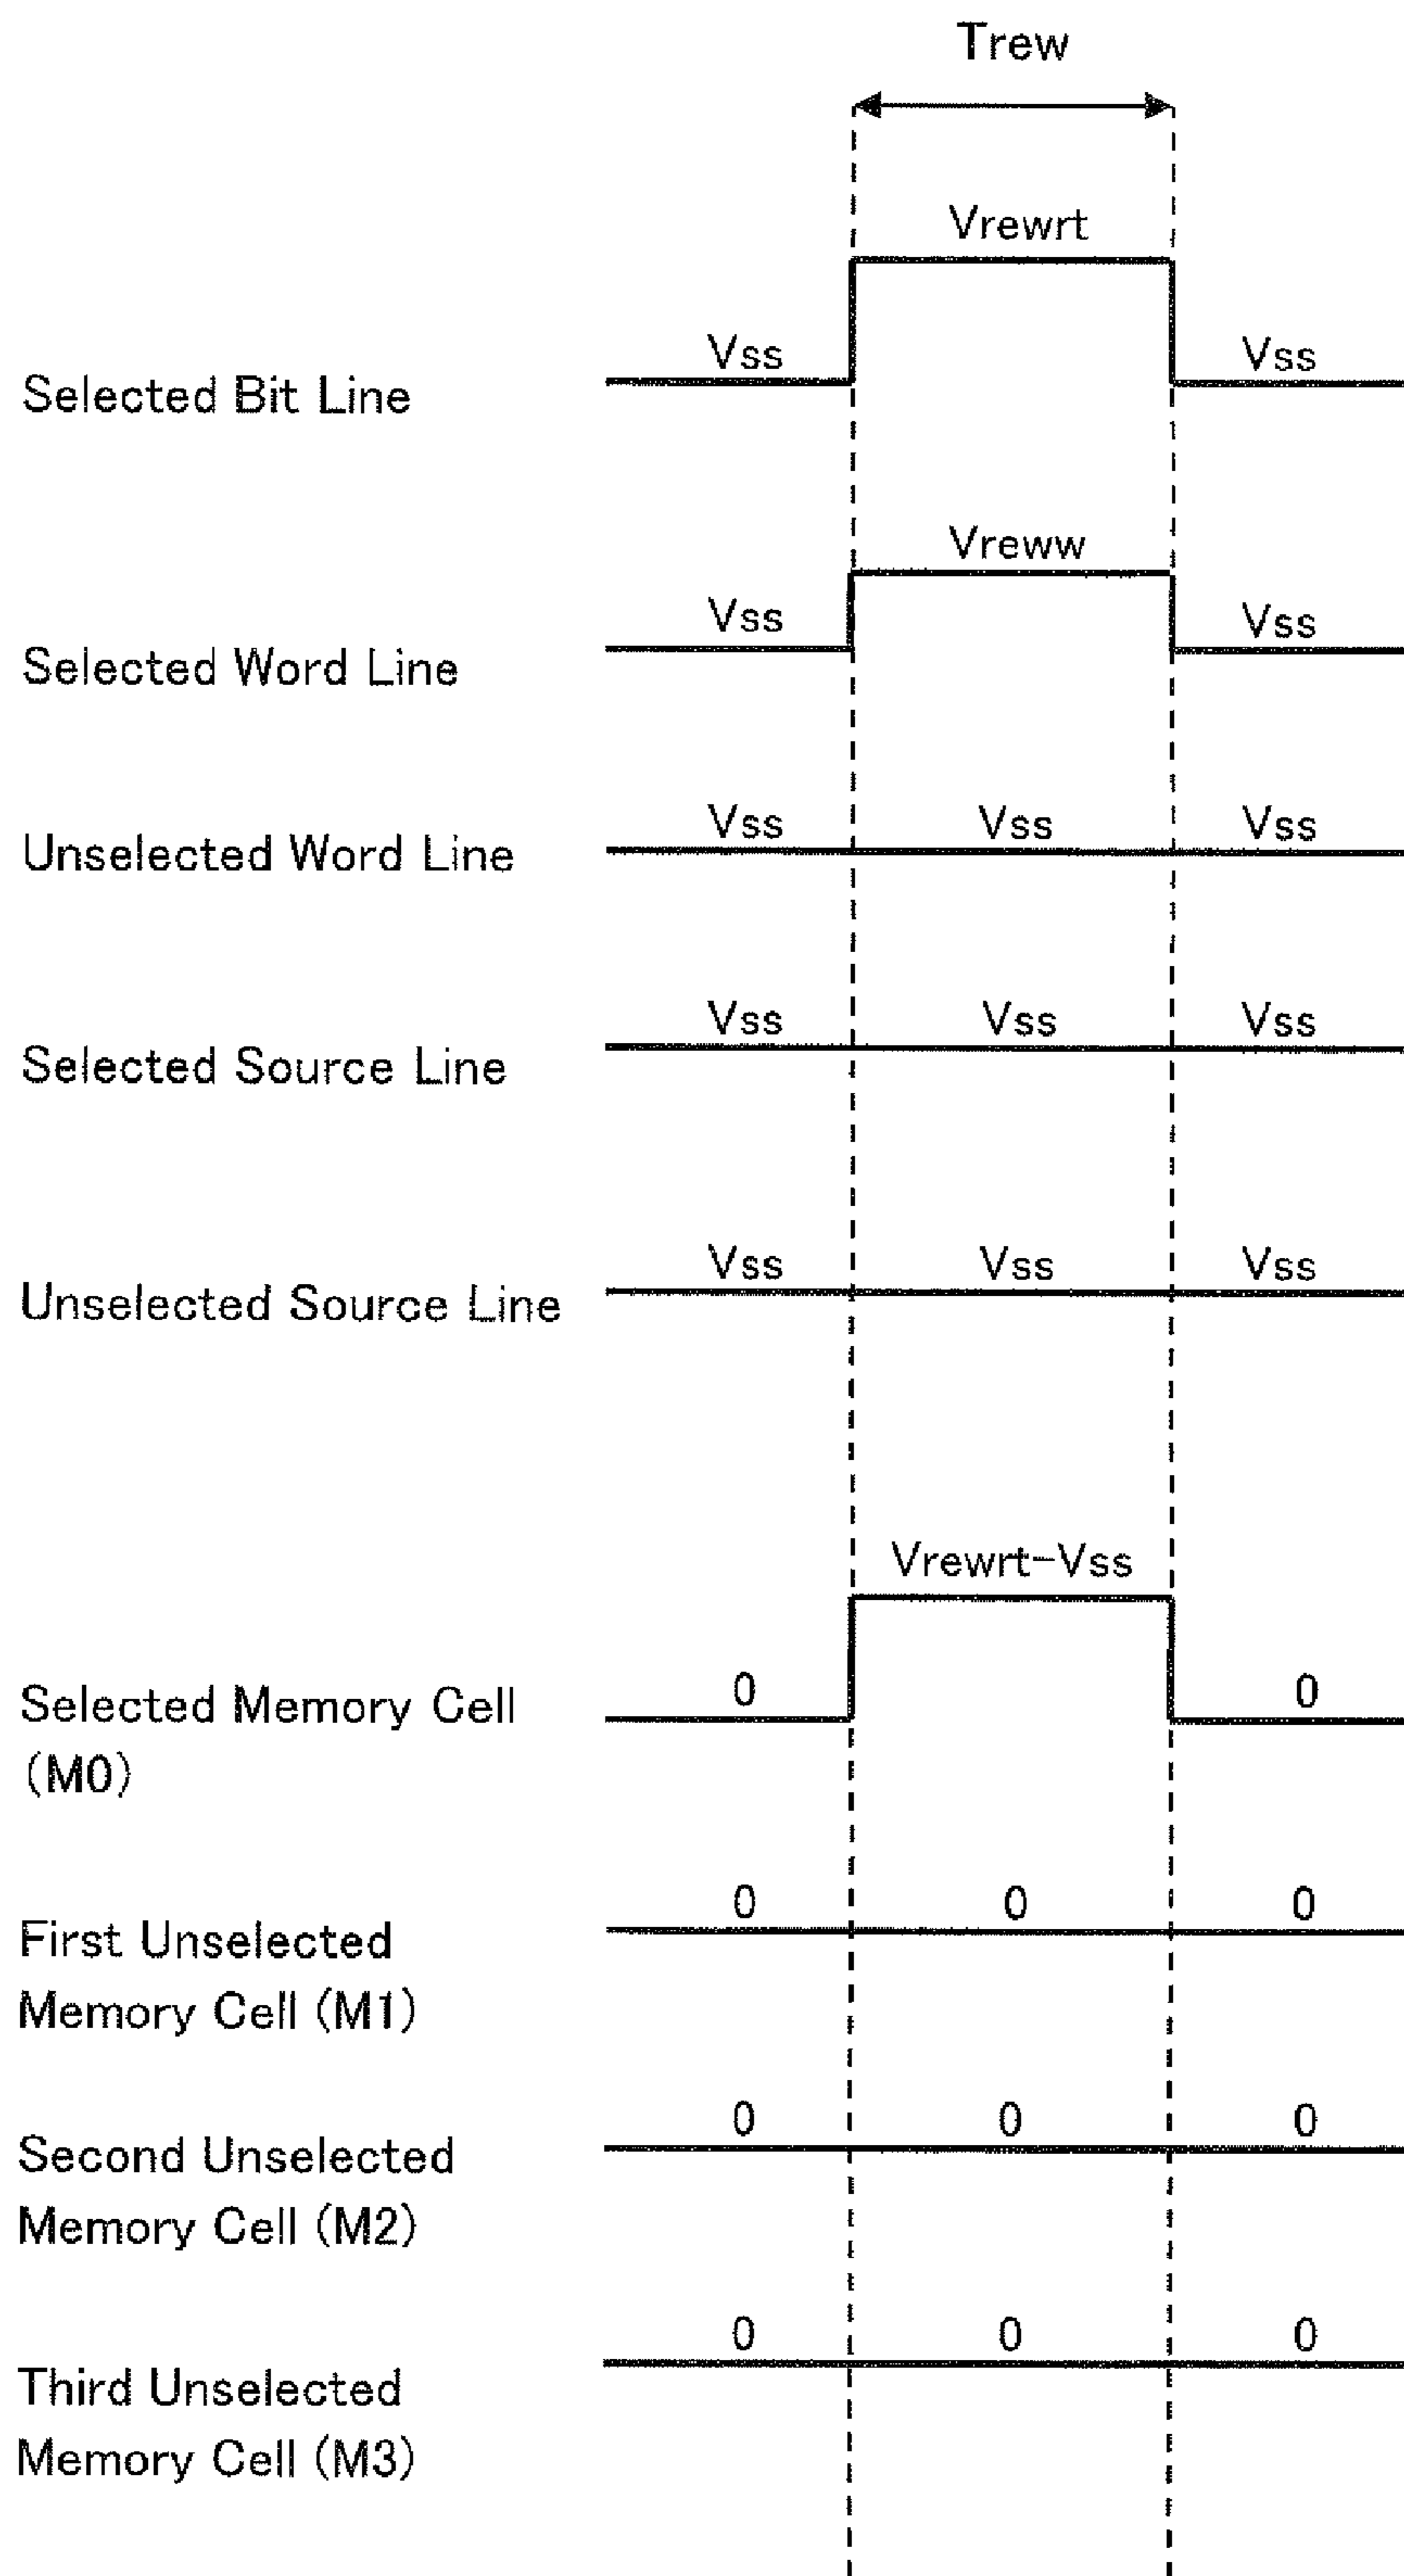 Trew
Vrewrt
Vss Vss
Selected Bit Line
Vreww
Vss Vss
Selected Word Line
Vss Vss Vss
Unselected Word Line
Vss Vss Vss
Selected Source Line
Vss Vss Vss
Unselected Source Line
Vrewrt-Vss
0 0
Selected Memory Cell
(M0)
0 0 0
First Unselected
Memory Cell (M1)
0 0 0
Second Unselected
Memory Cell (M2)
0 0 0
Third Unselected
Memory Cell (M3)